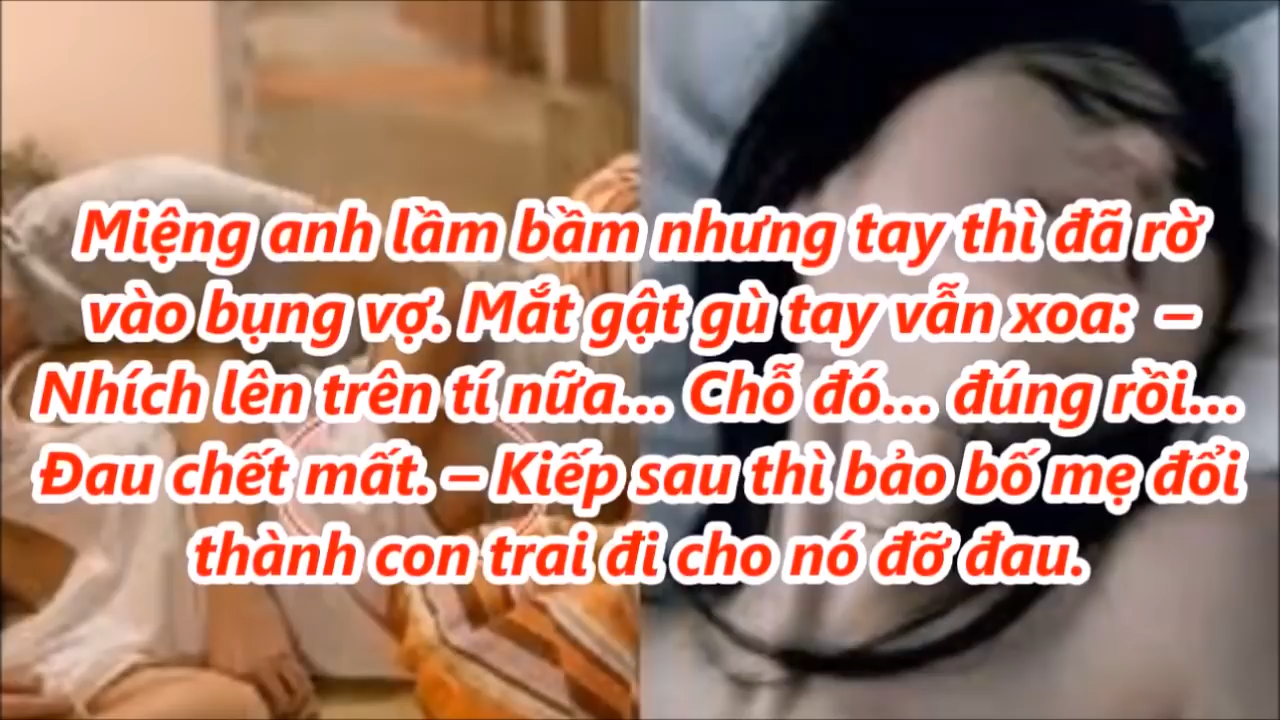 Miệng anh lầm bầm nhưng tay thì đã rờ
vào bụng vợ. Mắt gật gù tay vẫn xoa: –
Nhích lên trên tí nữa... Chỗ đó... đúng rồi...
Đau chết mất. – Kiếp sau thì bảo bố mẹ đổi
thành con trai đi cho nó đỡ đau.